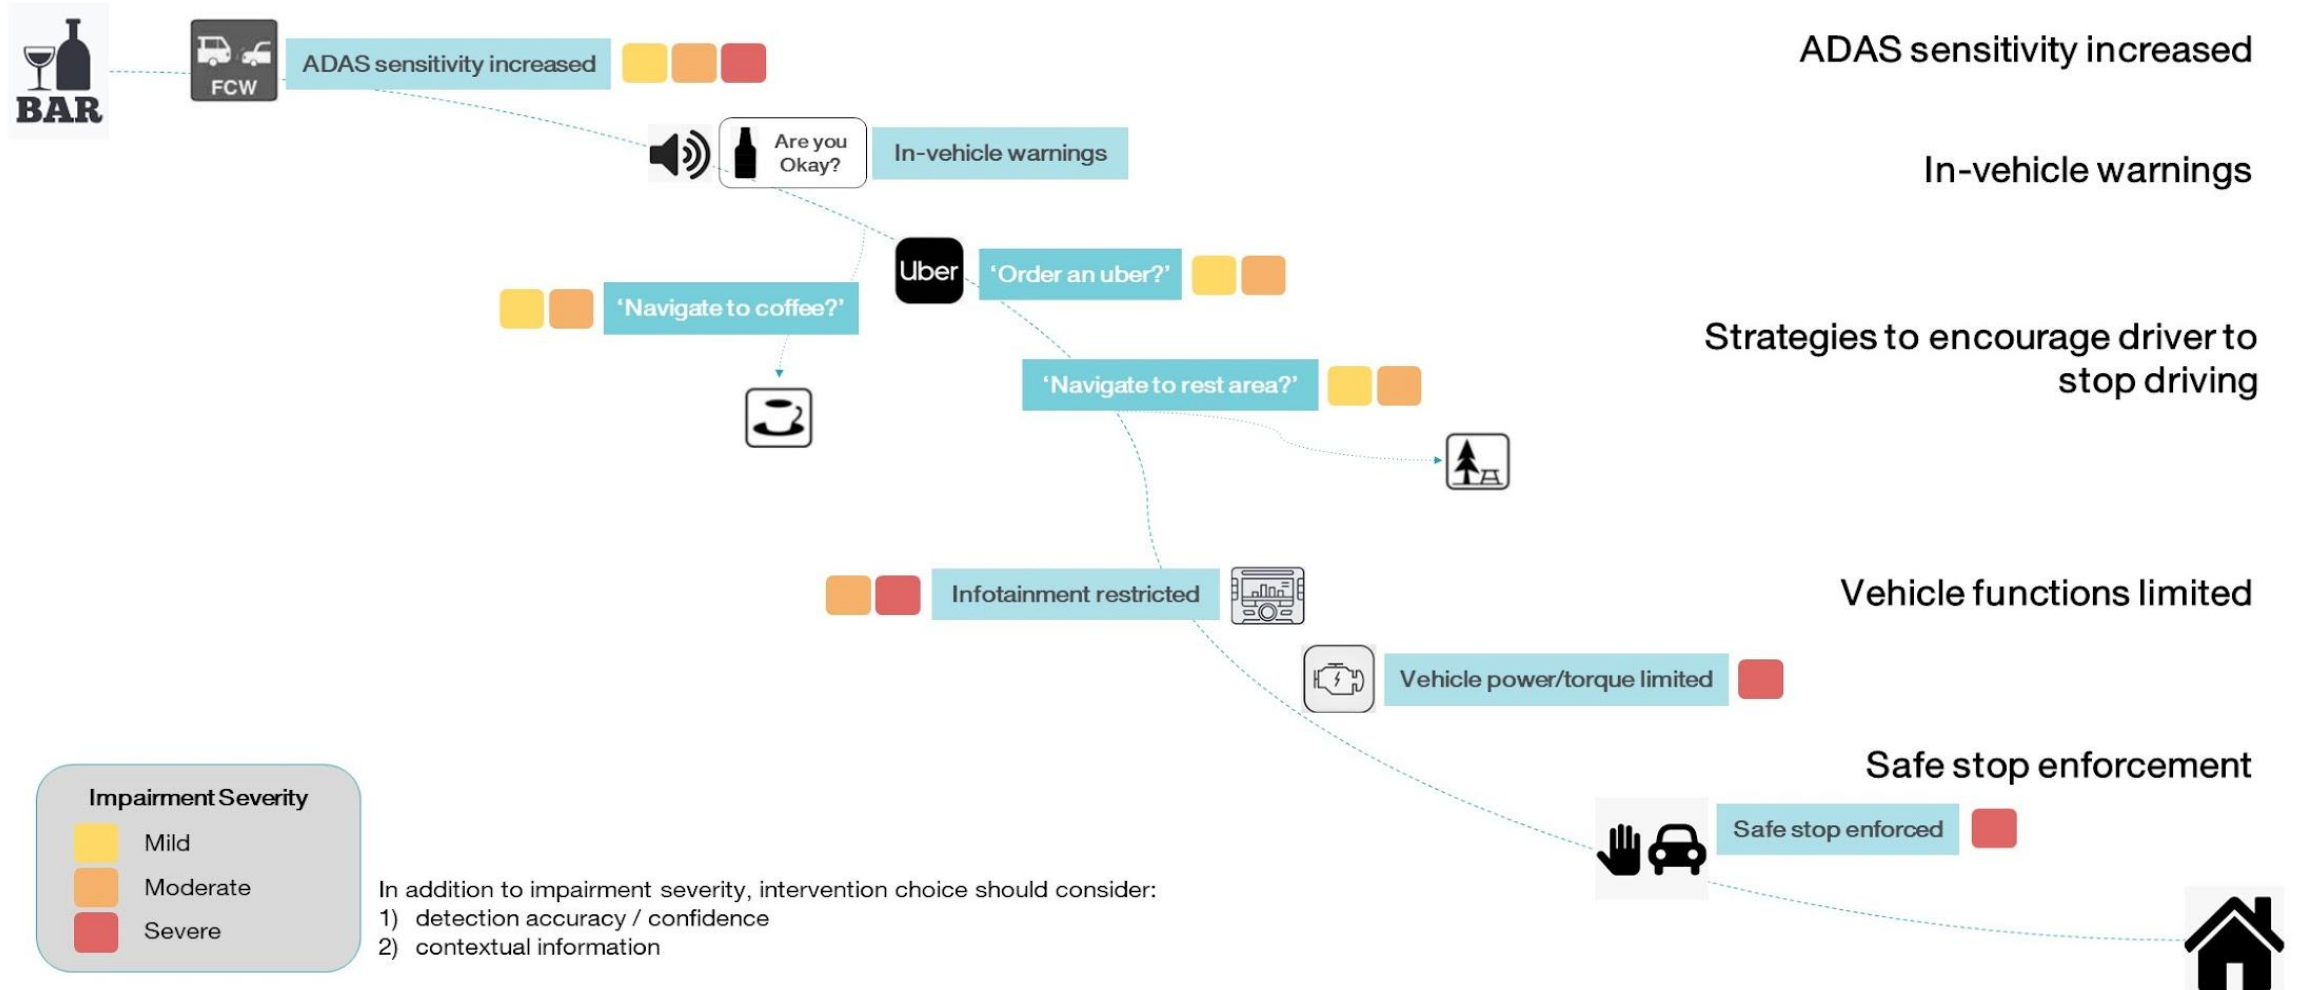 BAR
FCW
ADAS sensitivity increased
ADAS sensitivity increased
Are you
Okay?
In-vehicle warnings
In-vehicle warnings
Uber
‘Order an uber?’
‘Navigate to coffee?’
Strategies to encourage driver to
stop driving
‘Navigate to rest area?’
Infotainment restricted
Vehicle functions limited
Vehicle power/torque limited
Safe stop enforcement
Safe stop enforced
Impairment Severity
Mild
Moderate
Severe
In addition to impairment severity, intervention choice should consider:
1) detection accuracy / confidence
2) contextual information